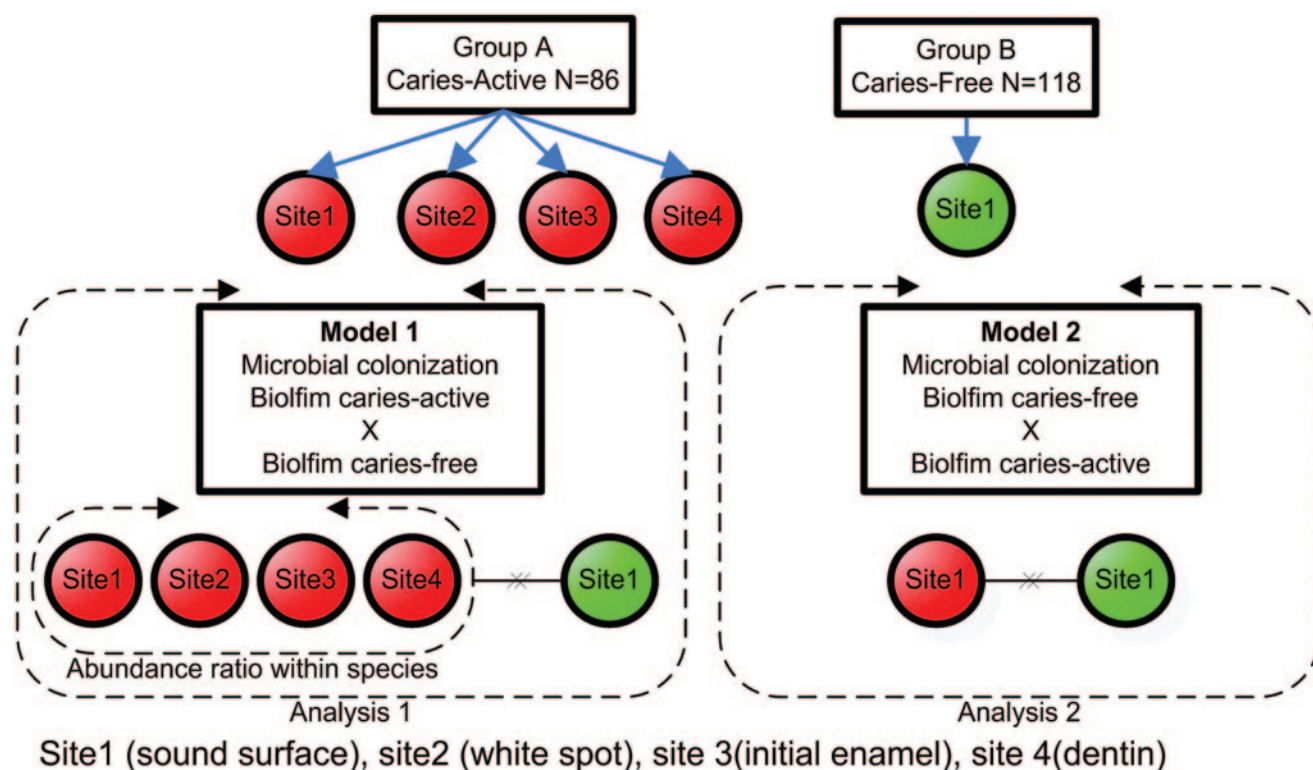 Group A
Caries-Active N=86
Group B
Caries-Free N=118
Site1
Site2
Site3
Site4
Site1
Model 1
Microbial colonization
Biolfim caries-active
X
Biolfim caries-free
Model 2
Microbial colonization
Biolfim caries-free
X
Biolfim caries-active
Site1
Site2
Site3
Site4
Site1
Site1
Site1
Abundance ratio within species
Analysis 1
Analysis 2
Site1 (sound surface), site2 (white spot), site 3(initial enamel), site 4(dentin)